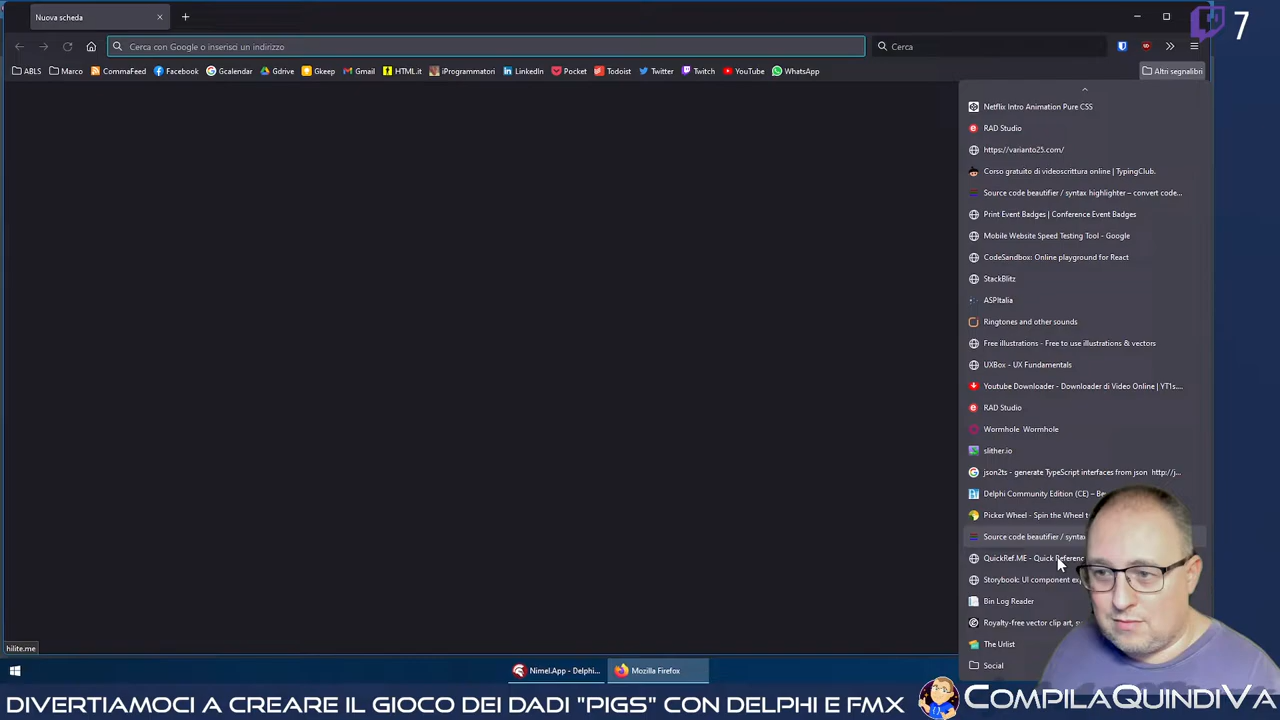 Nuova scheda
7
Cerca con Google o inserisci un indirizzo
Cerca
ABLS Marco CommaFeed Facebook Gcalendar Gdrive Gkeep Gmail HTML.it iProgrammatori LinkedIn Pocket Todoist Twitter Twitch YouTube WhatsApp Altri segnalibri
Netflix Intro Animation Pure CSS
RAD Studio
https://varianto25.com/
Corso gratuito di videoscrittura online | TypingClub.
Source code beautifier / syntax highlighter – convert code...
Print Event Badges | Conference Event Badges
Mobile Website Speed Testing Tool - Google
CodeSandbox: Online playground for React
StackBlitz
ASPItalia
Ringtones and other sounds
Free illustrations - Free to use illustrations & vectors
UXBox - UX Fundamentals
Youtube Downloader - Downloader di Video Online | YT1s....
RAD Studio
Wormhole Wormhole
slither.io
json2ts - generate TypeScript interfaces from json http://j...
Delphi Community Edition (CE) –
Picker Wheel - Spin the Wheel
Source code beautifier /
QuickRef.ME - Quick
Storybook: UI component
Bin Log Reader
Royalty-free vector clip art,
The Urlist
Social
hilite.me
Nimel.App - Delphi... Mozilla Firefox
DIVERTIAMOCI A CREARE IL GIOCO DEI DADI "PIGS" CON DELPHI E FMX
COMPILAQUINDIVA